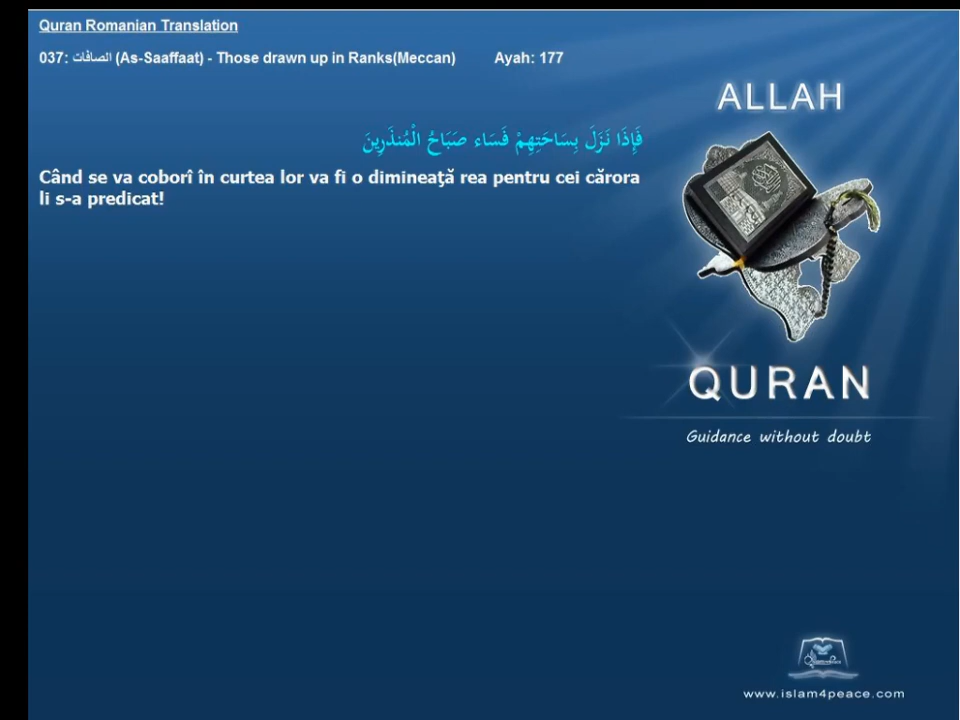 Quran Romanian Translation
037: الصافات (As-Saaffaat) - Those drawn up in Ranks(Meccan) Ayah: 177
ALLAH
فَإِذَا نَزَلَ بِسَاحَتِهِمْ فَسَاء صَبَاحُ الْمُنذَرِينَ
Când se va coborî în curtea lor va fi o dimineaţă rea pentru cei cărora
li s-a predicat!
QURAN
Guidance without doubt
www.islam4peace.com